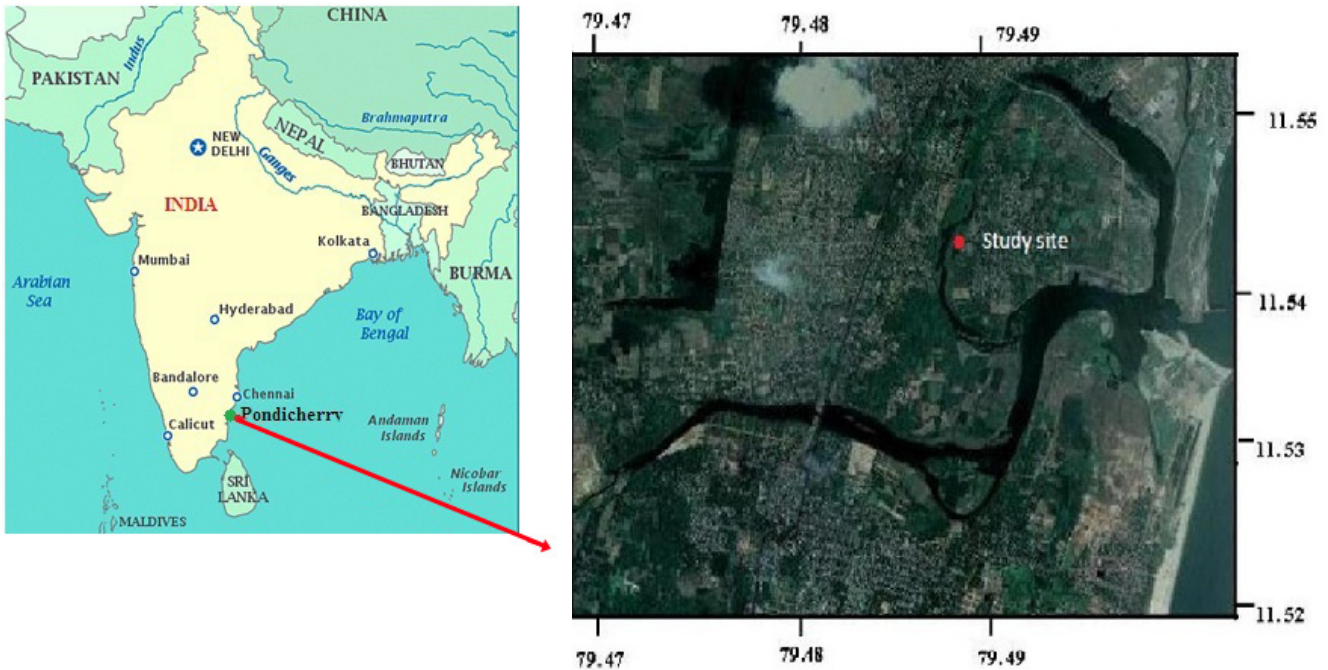 CHINA
PAKISTAN
Indus
NEW
DELHI
NEPAL
Brahmaputra
BHUTAN
Ganges
INDIA
BANGLADESH
Kolkata
BURMA
Mumbai
Arabian
Sea
Hyderabad
Bay of
Bengal
Bandalore
Chennai
Pondicherry
Calicut
Andaman
Islands
SRI
LANKA
Nicobar
Islands
MALDIVES
79.47
79.48
79.49
11.55
Study site
11.54
11.53
11.52
79.47
79.48
79.49